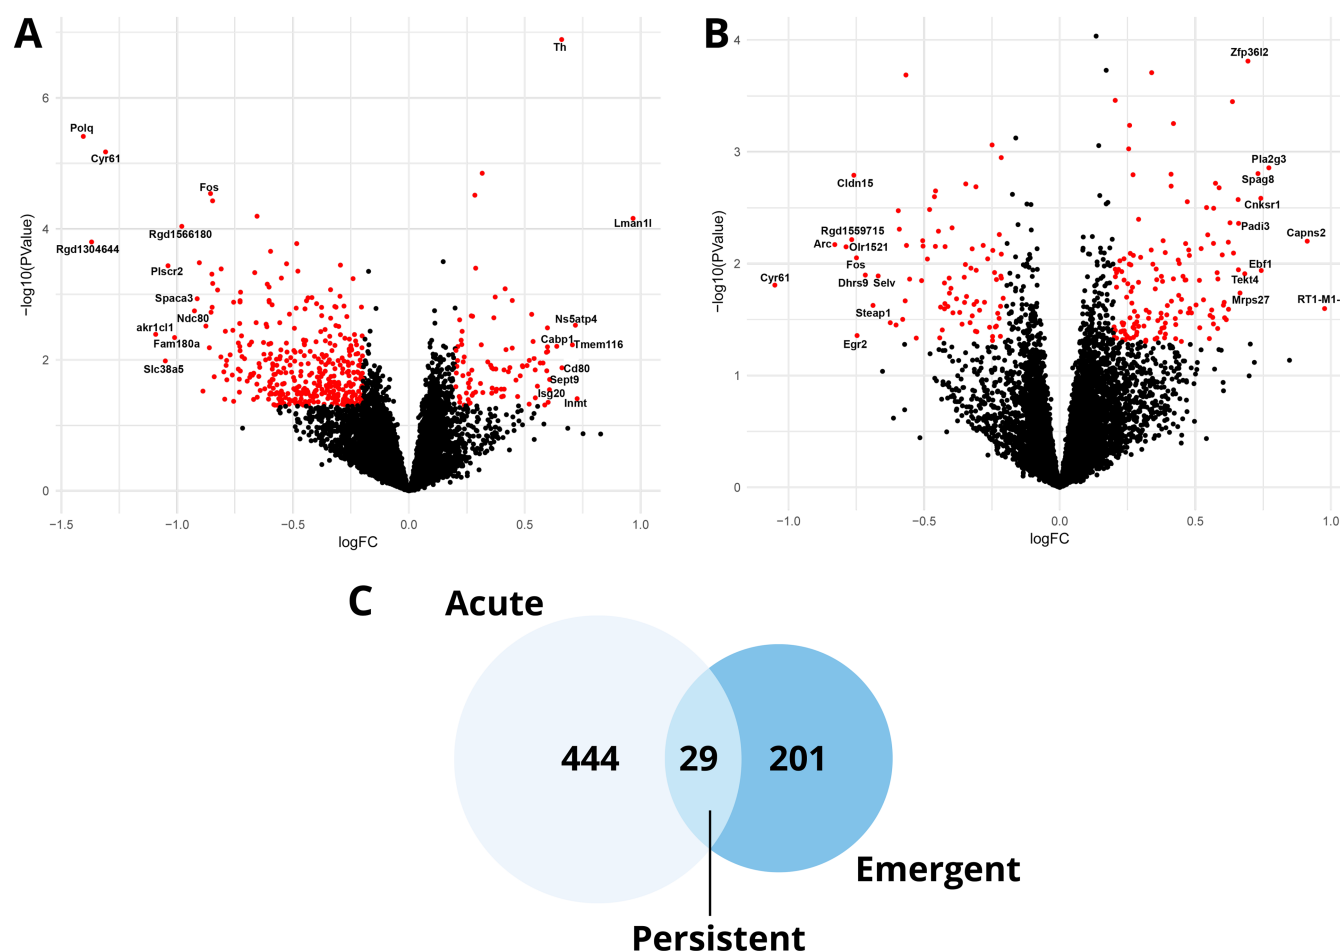 A
B
Th
Polq
Cyr61
Fos
Lman1l
Rgd1566180
Rgd1304644
Plscr2
Spaca3
Ndc80
akr1cl1
Fam180a
Slc38a5
Ns5atp4
Cabp1
Tmem116
Cd80
Sept9
Isg20
Inmt
6
4
2
0
−log10(PValue)
−1.5
−1.0
−0.5
0.0
0.5
1.0
logFC
Zfp36l2
Pla2g3
Spag8
Cldn15
Cnksr1
Padi3
Rgd1559715
Capns2
Arc
Olr1521
Fos
Ebf1
Dhrs9
Selv
Tekt4
Cyr61
Mrps27
RT1-M1-
Steap1
Egr2
4
3
2
1
0
−log10(PValue)
−1.0
−0.5
0.0
0.5
1.0
logFC
C
Acute
444
29
201
Emergent
Persistent